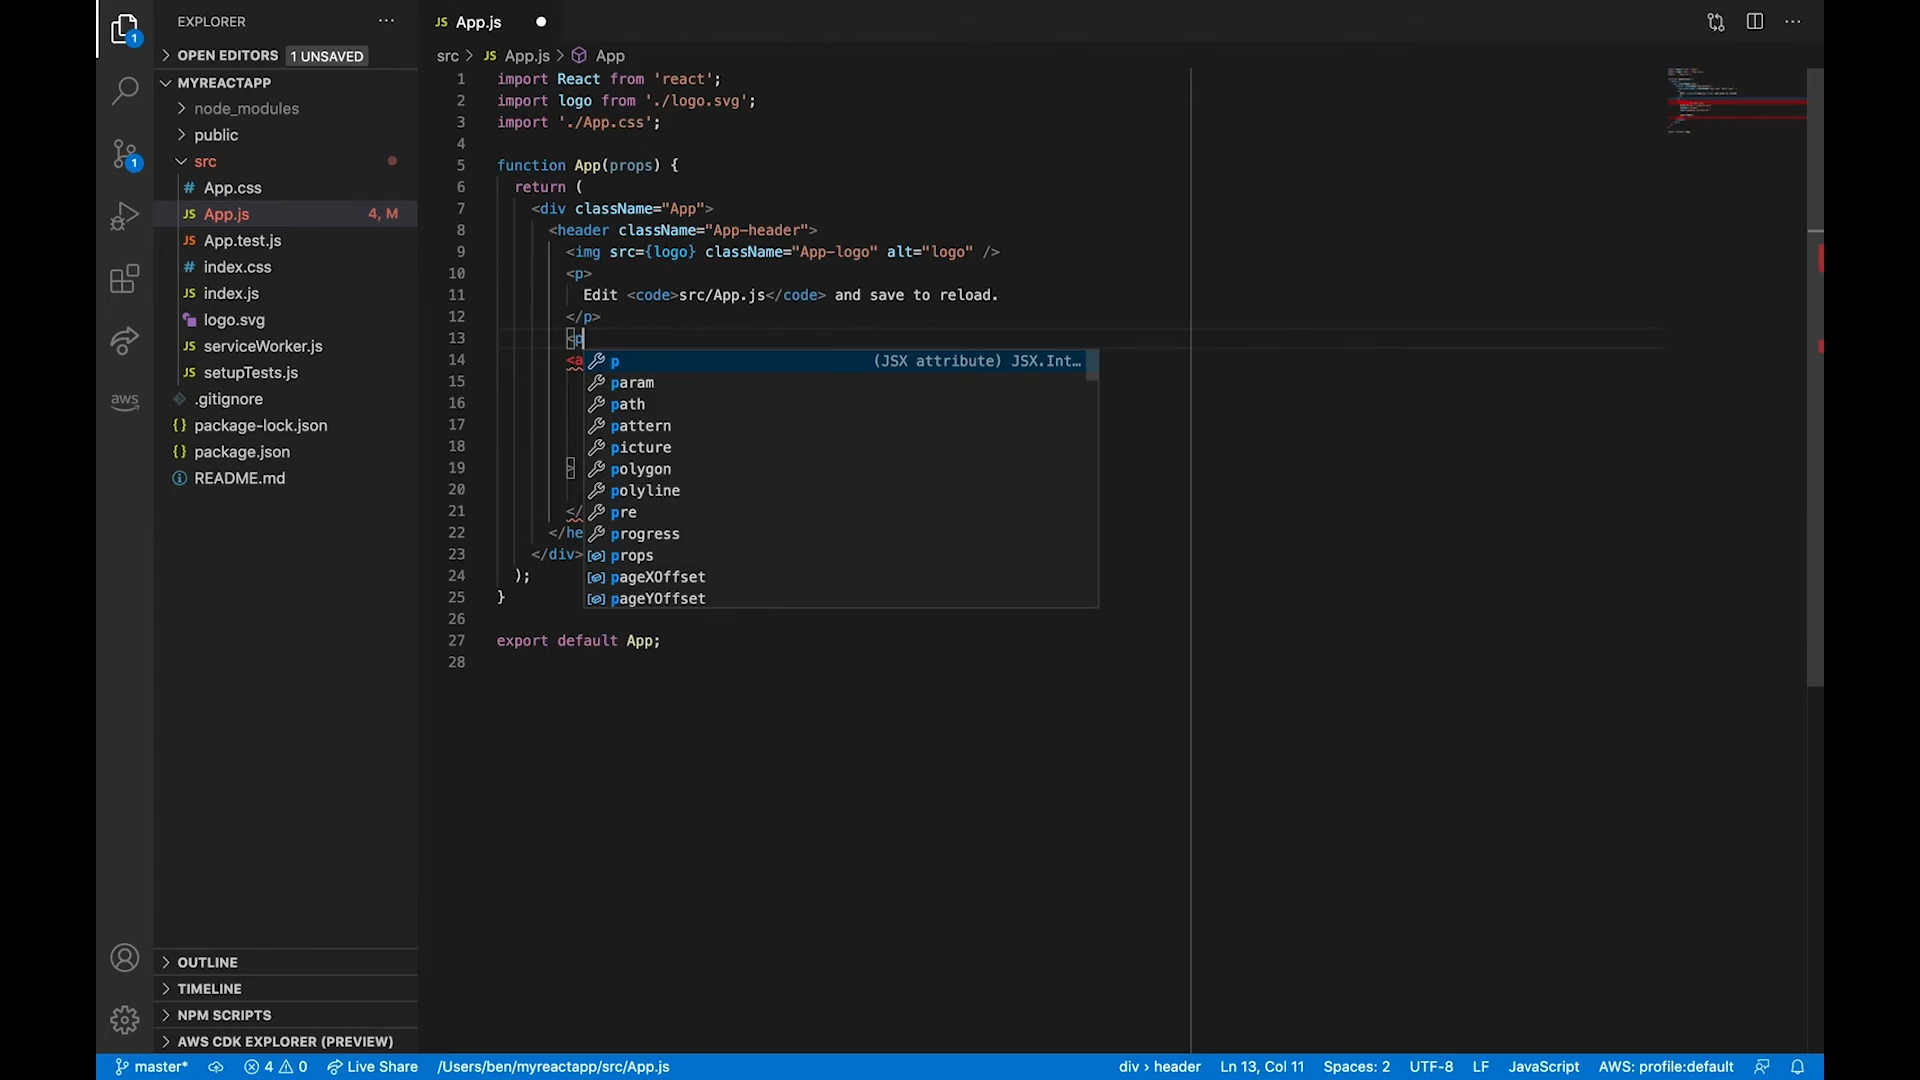 EXPLORER
OPEN EDITORS 1 UNSAVED
MYREACTAPP
node_modules
public
src
# App.css
JS App.js 4, M
JS App.test.js
# index.css
JS index.js
logo.svg
JS serviceWorker.js
JS setupTests.js
.gitignore
{} package-lock.json
{} package.json
README.md
1
1
aws
OUTLINE
TIMELINE
NPM SCRIPTS
AWS CDK EXPLORER (PREVIEW)
JS App.js
src > JS App.js > App
1 import React from 'react';
2 import logo from './logo.svg';
3 import './App.css';
4
5 function App(props) {
6 return (
7 <div className="App">
8 <header className="App-header">
9 <img src={logo} className="App-logo" alt="logo" />
10 <p>
11 Edit <code>src/App.js</code> and save to reload.
12 </p>
13 <p
14 <a
15
16
17
18
19 >
20
21 </
22 </he
23 </div>
24 );
25 }
26
27 export default App;
28
p (JSX attribute) JSX.Int…
param
path
pattern
picture
polygon
polyline
pre
progress
props
pageXOffset
pageYOffset
master* 4 0 Live Share /Users/ben/myreactapp/src/App.js div › header Ln 13, Col 11 Spaces: 2 UTF-8 LF JavaScript AWS: profile:default